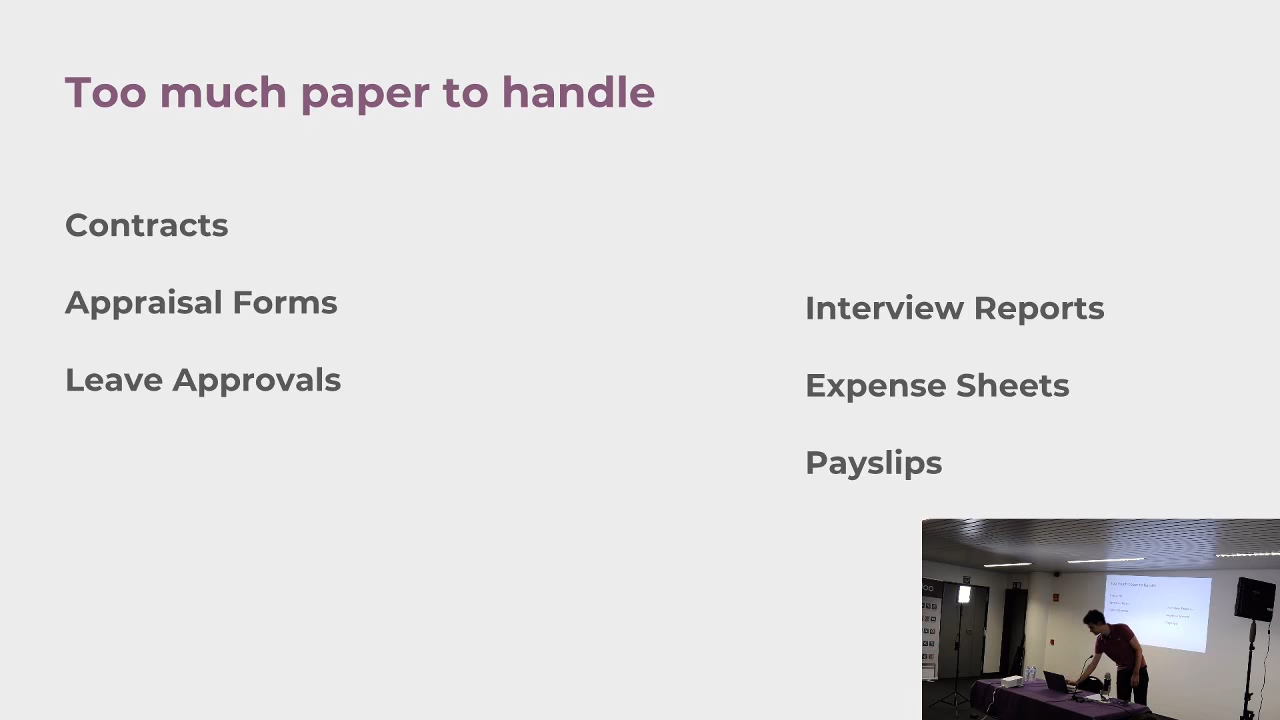 Too much paper to handle
Contracts
Appraisal Forms
Leave Approvals
Interview Reports
Expense Sheets
Payslips